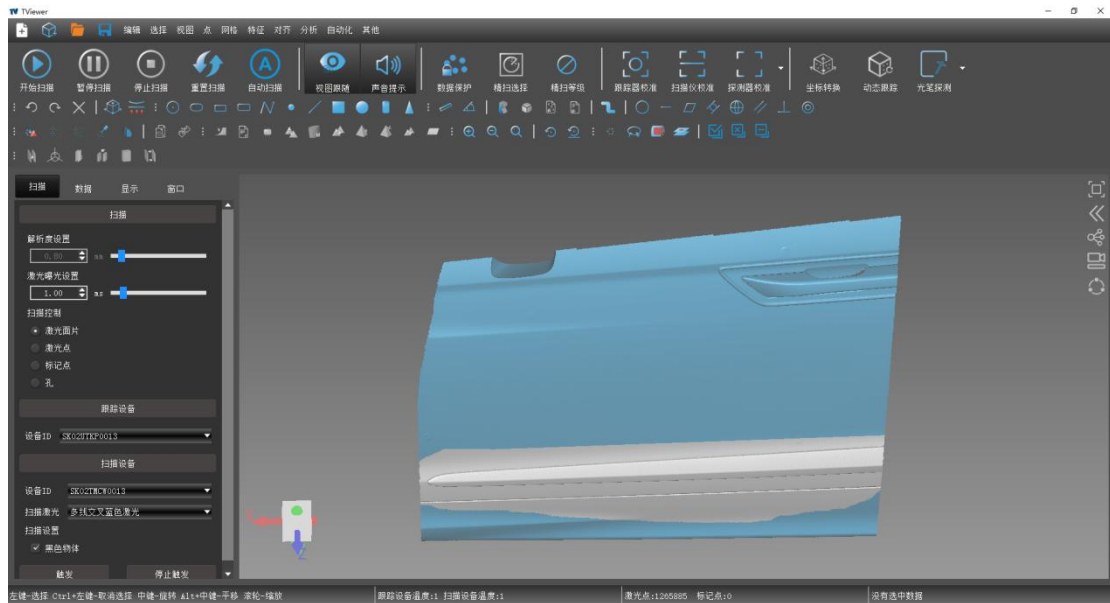 TViewer
编辑 选择 视图 点 网格 特征 对齐 分析 自动化 其他
开始扫描 暂停扫描 停止扫描 重置扫描 自动扫描 视图跟随 声音提示 数据保护 精扫选择 精扫等级 跟踪器校准 扫描仪校准 探测器校准 坐标转换 动态跟踪 光笔探测
扫描 数据 显示 窗口
扫描
解析度设置
0.80 mm
激光曝光设置
1.00 ms
扫描控制
激光面片
激光点
标记点
孔
跟踪设备
设备ID SK02UTKP0013
扫描设备
设备ID SK02TMCW0013
扫描激光 多线交叉蓝色激光
扫描设置
黑色物体
触发 停止触发
Z
左键-选择 Ctrl+左键-取消选择 中键-旋转 Alt+中键-平移 滚轮-缩放 跟踪设备温度:1 扫描设备温度:1 激光点:1265885 标记点:0 没有选中数据